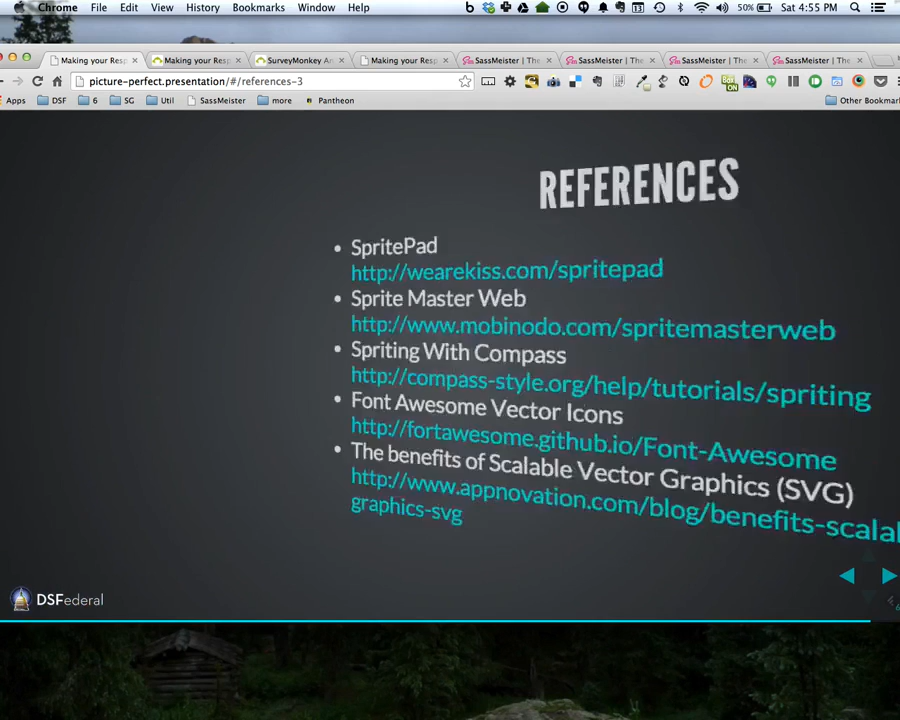 Chrome File Edit View History Bookmarks Window Help
50% Sat 4:55 PM
Making your Resp
Making your Resp
SurveyMonkey An
Making your Resp
SassMeister | The
SassMeister | The
SassMeister | The
SassMeister | The
picture-perfect.presentation/#/references-3
Apps DSF 6 SG Util SassMeister more Pantheon Other Bookmar
REFERENCES
• SpritePad
http://wearekiss.com/spritepad
• Sprite Master Web
http://www.mobinodo.com/spritemasterweb
• Spriting With Compass
http://compass-style.org/help/tutorials/spriting
• Font Awesome Vector Icons
http://fortawesome.github.io/Font-Awesome
• The benefits of Scalable Vector Graphics (SVG)
http://www.appnovation.com/blog/benefits-scala
graphics-svg
DSFederal